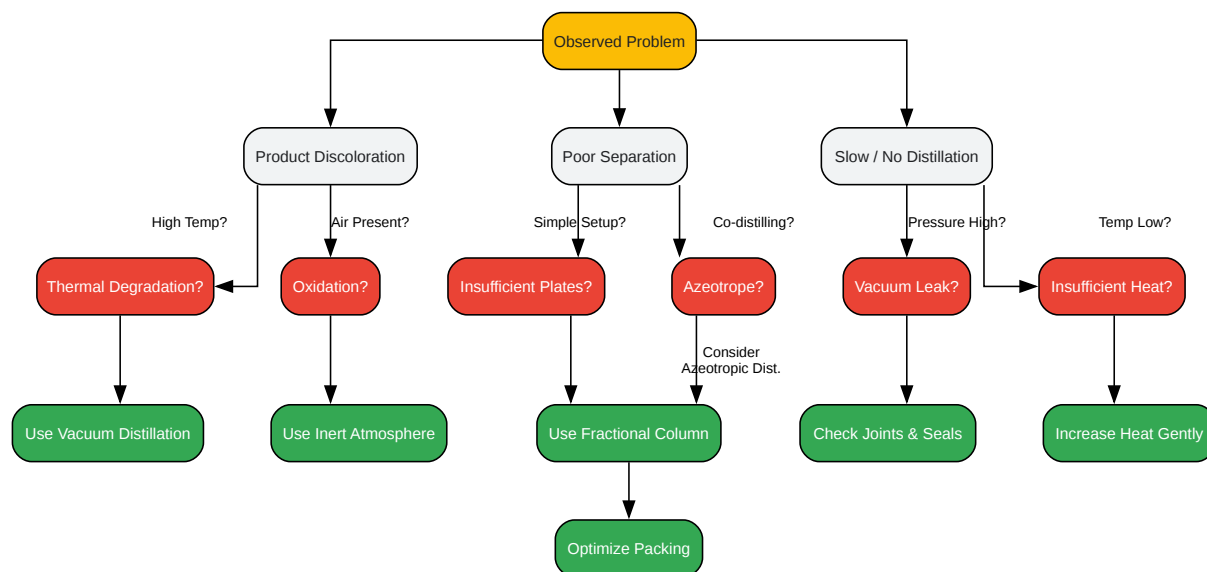 Observed Problem
Product Discoloration
Poor Separation
Slow / No Distillation
High Temp?
Air Present?
Simple Setup?
Co-distilling?
Pressure High?
Temp Low?
Thermal Degradation?
Oxidation?
Insufficient Plates?
Azeotrope?
Vacuum Leak?
Insufficient Heat?
Consider
Azeotropic Dist.
Use Vacuum Distillation
Use Inert Atmosphere
Use Fractional Column
Check Joints & Seals
Increase Heat Gently
Optimize Packing